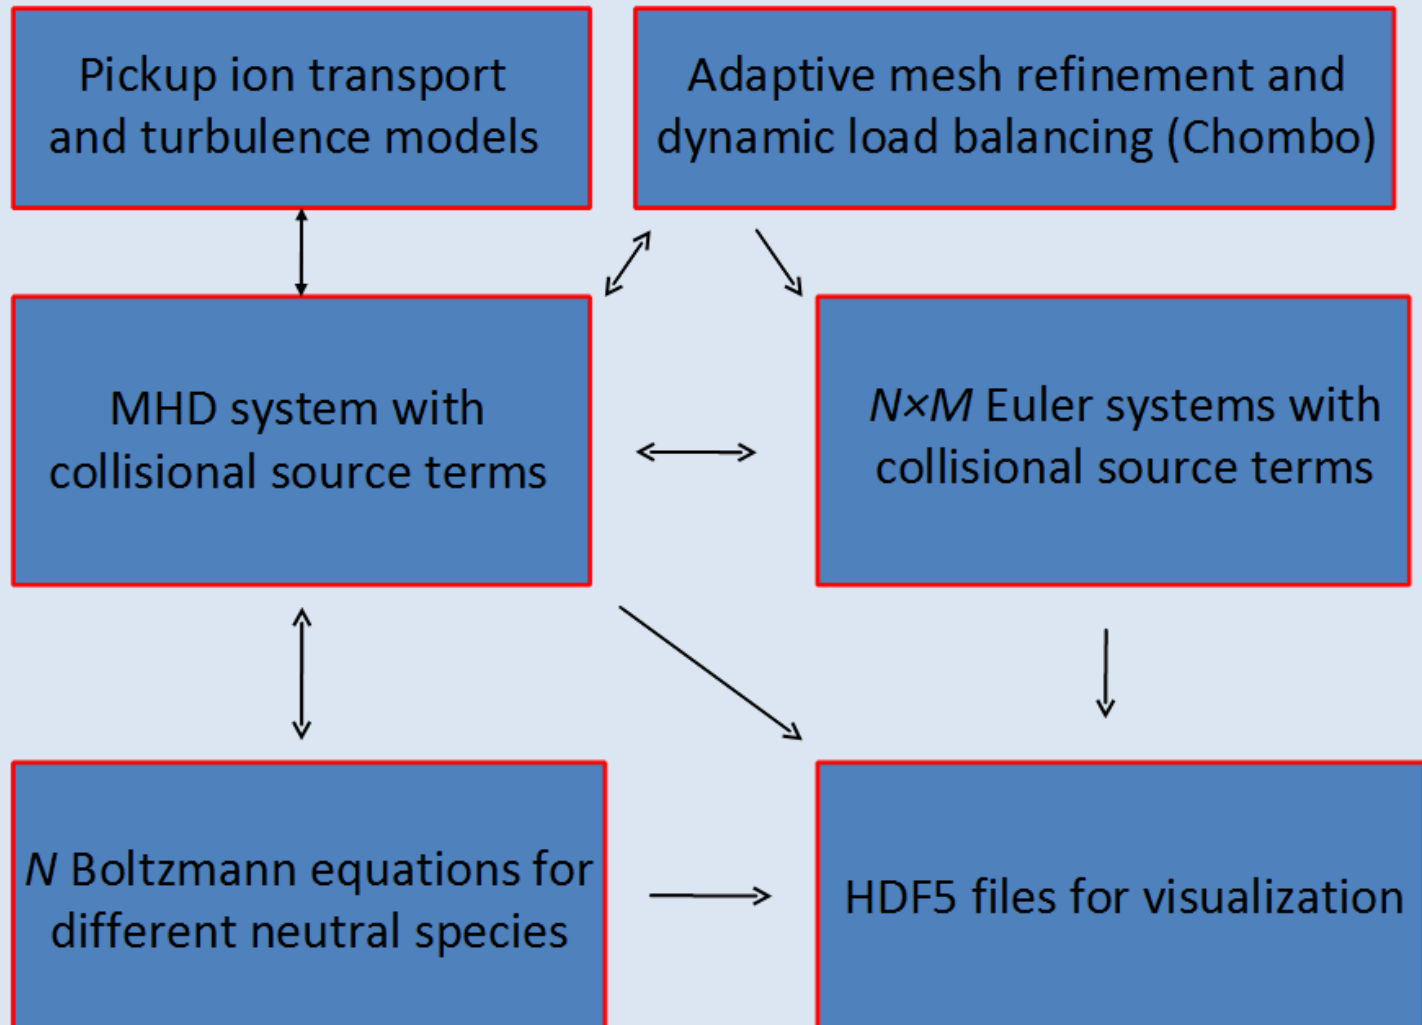 Pickup ion transport
and turbulence models
Adaptive mesh refinement and
dynamic load balancing (Chombo)
MHD system with
collisional source terms
N×M Euler systems with
collisional source terms
N Boltzmann equations for
different neutral species
HDF5 files for visualization